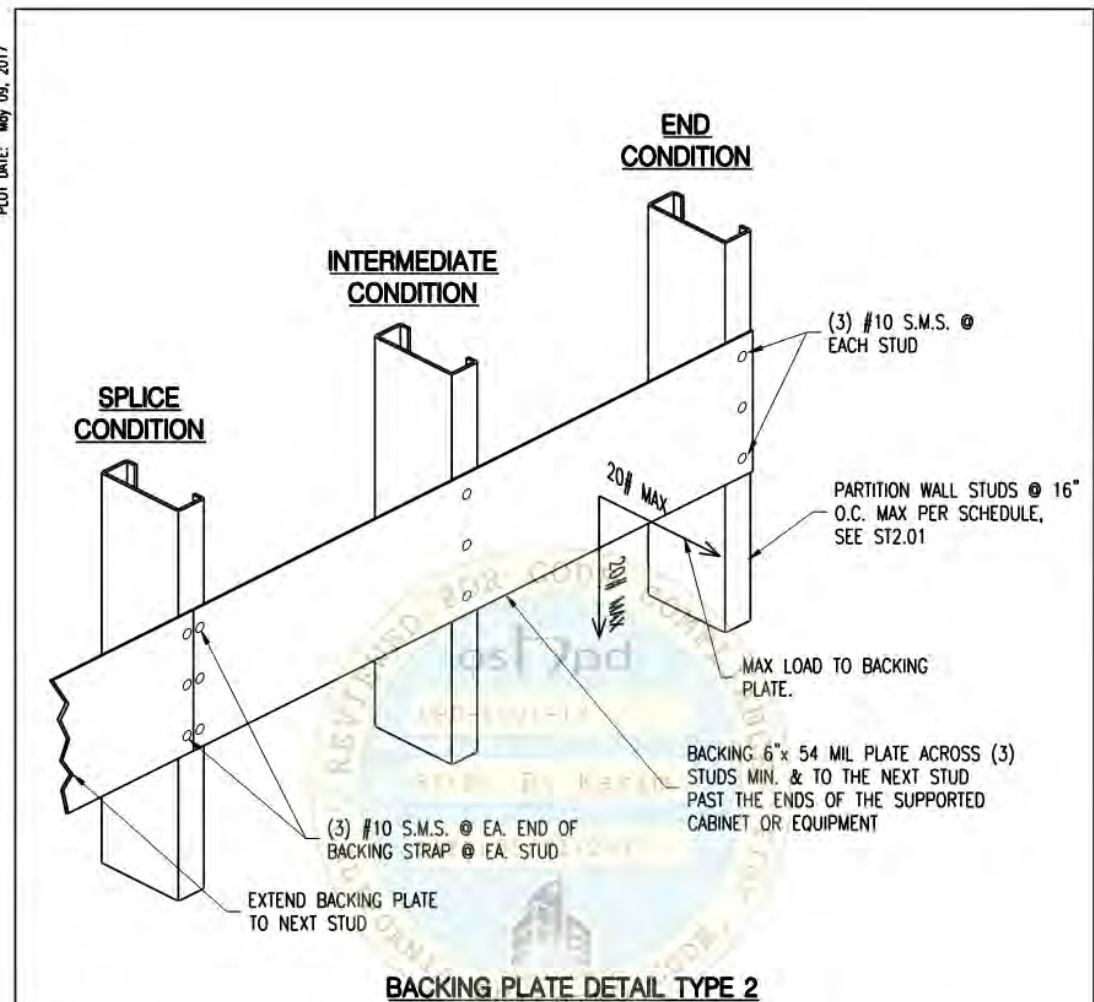 PLOT DATE: May 09, 2017
END
CONDITION
INTERMEDIATE
CONDITION
SPLICE
CONDITION
(3) #10 S.M.S. @
EACH STUD
20# MAX
20# MAX
PARTITION WALL STUDS @ 16"
O.C. MAX PER SCHEDULE,
SEE ST2.01
MAX LOAD TO BACKING
PLATE.
BACKING 6"x 54 MIL PLATE ACROSS (3)
STUDS MIN. & TO THE NEXT STUD
PAST THE ENDS OF THE SUPPORTED
CABINET OR EQUIPMENT
(3) #10 S.M.S. @ EA. END OF
BACKING STRAP @ EA. STUD
EXTEND BACKING PLATE
TO NEXT STUD
REVIEWED FOR CODE
BACKING PLATE DETAIL TYPE 2